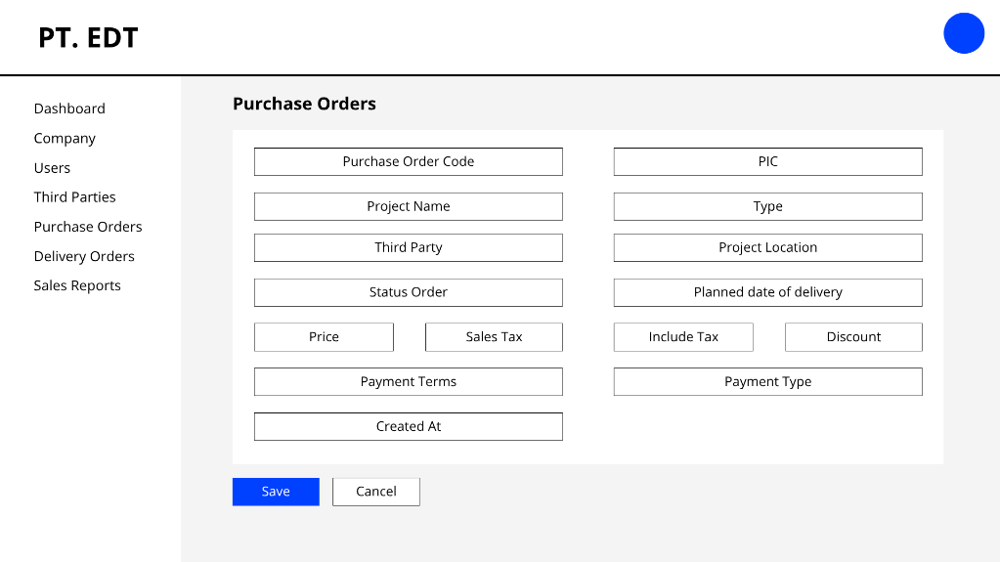 PT. EDT
Dashboard
Company
Users
Third Parties
Purchase Orders
Delivery Orders
Sales Reports
Purchase Orders
Purchase Order Code
PIC
Project Name
Type
Third Party
Project Location
Status Order
Planned date of delivery
Price
Sales Tax
Include Tax
Discount
Payment Terms
Payment Type
Created At
Save
Cancel